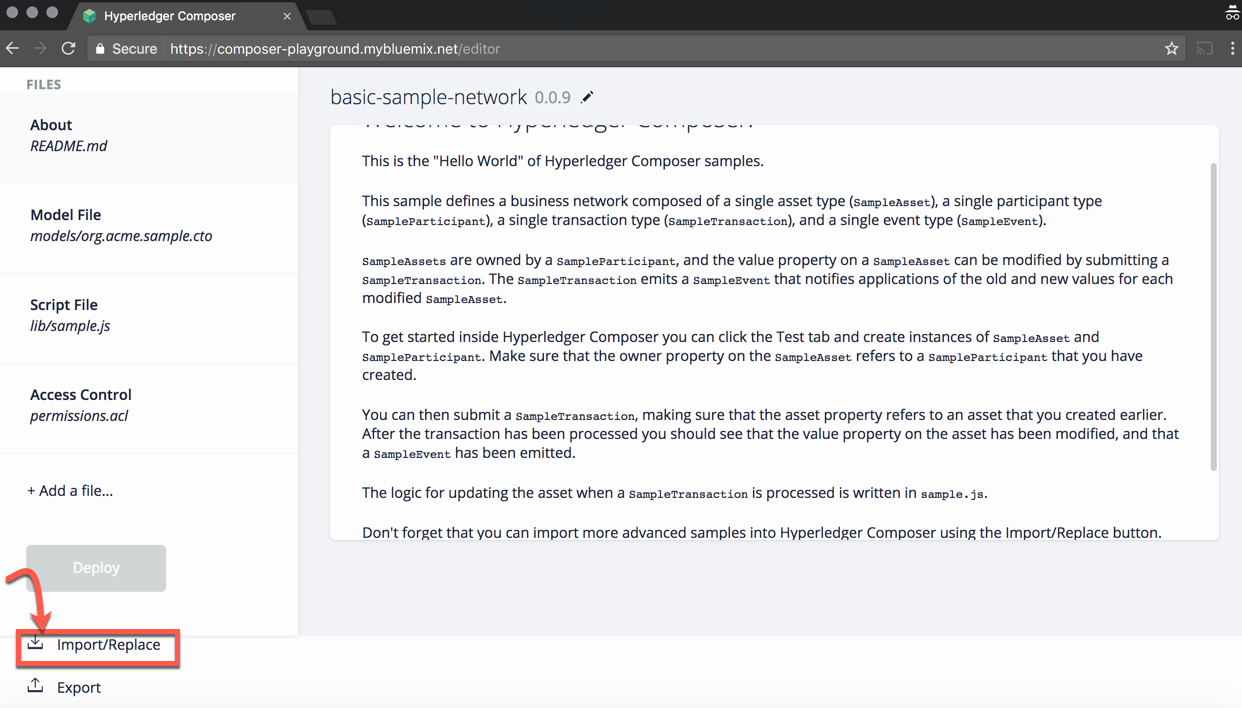 Hyperledger Composer
Secure https://composer-playground.mybluemix.net/editor
FILES
About
README.md
Model File
models/org.acme.sample.cto
Script File
lib/sample.js
Access Control
permissions.acl
+ Add a file...
Deploy
Import/Replace
Export
basic-sample-network 0.0.9
Welcome to Hyperledger Composer!
This is the "Hello World" of Hyperledger Composer samples.
This sample defines a business network composed of a single asset type (SampleAsset), a single participant type
(SampleParticipant), a single transaction type (SampleTransaction), and a single event type (SampleEvent).
SampleAssets are owned by a SampleParticipant, and the value property on a SampleAsset can be modified by submitting a
SampleTransaction. The SampleTransaction emits a SampleEvent that notifies applications of the old and new values for each
modified SampleAsset.
To get started inside Hyperledger Composer you can click the Test tab and create instances of SampleAsset and
SampleParticipant. Make sure that the owner property on the SampleAsset refers to a SampleParticipant that you have
created.
You can then submit a SampleTransaction, making sure that the asset property refers to an asset that you created earlier.
After the transaction has been processed you should see that the value property on the asset has been modified, and that
a SampleEvent has been emitted.
The logic for updating the asset when a SampleTransaction is processed is written in sample.js.
Don't forget that you can import more advanced samples into Hyperledger Composer using the Import/Replace button.